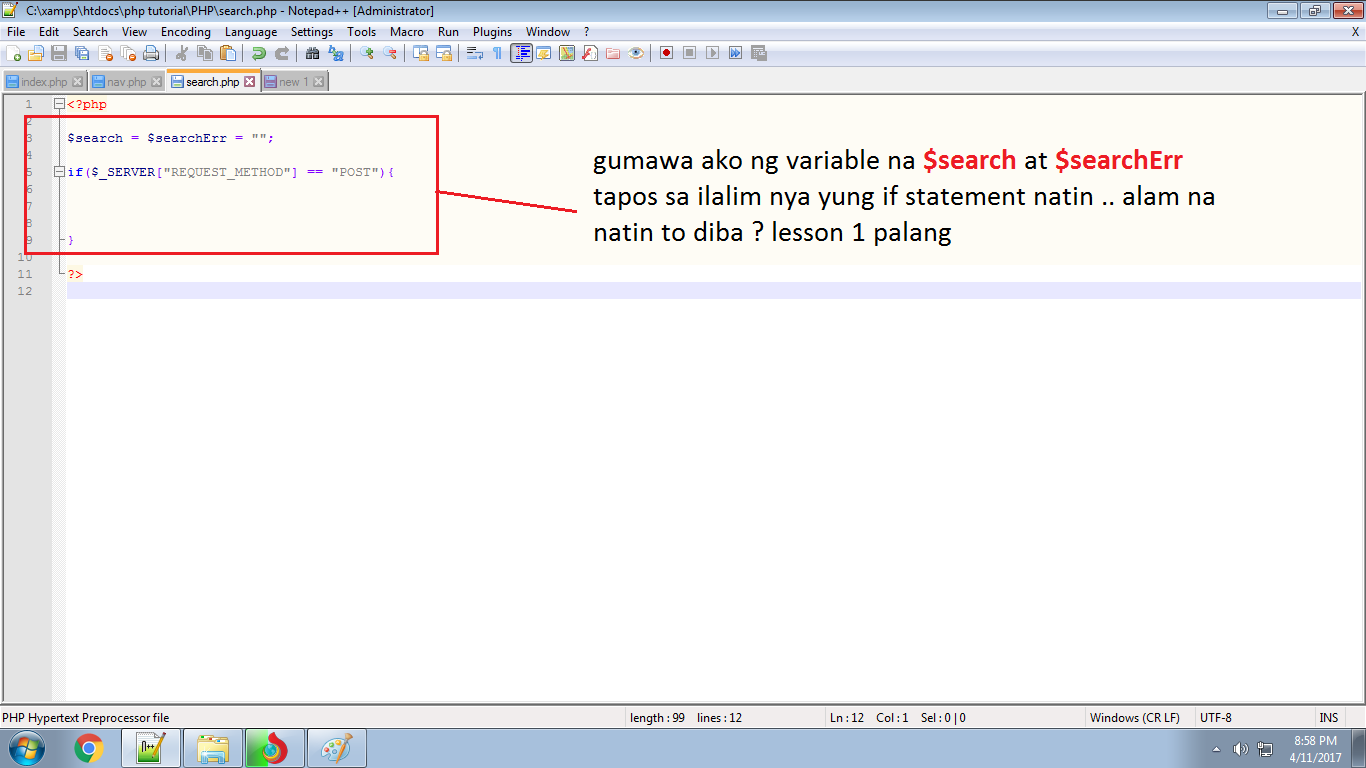 C:\xampp\htdocs\php tutorial\PHP\search.php - Notepad++ [Administrator]
File Edit Search View Encoding Language Settings Tools Macro Run Plugins Window ? X
index.php nav.php search.php new 1
1 <?php
2
3 $search = $searchErr = "";
4
5 if($_SERVER["REQUEST_METHOD"] == "POST"){
6
7
8
9 }
10
11 ?>
12
gumawa ako ng variable na $search at $searchErr
tapos sa ilalim nya yung if statement natin .. alam na
natin to diba ? lesson 1 palang
PHP Hypertext Preprocessor file length : 99 lines : 12 Ln : 12 Col : 1 Sel : 0 | 0 Windows (CR LF) UTF-8 INS
8:58 PM
4/11/2017